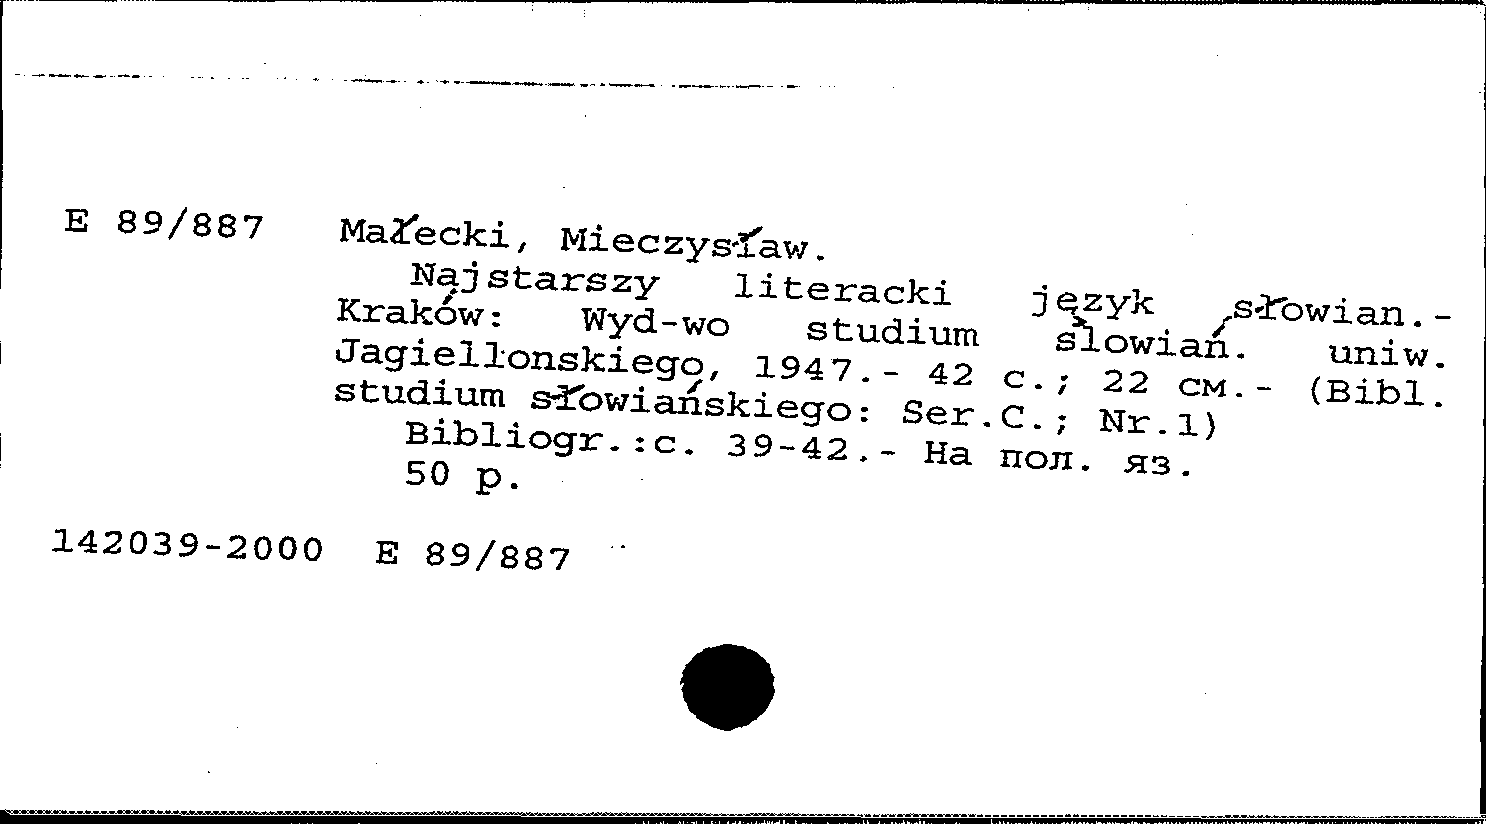 E 89/887 Małecki, Mieczysław.
Najstarszy literacki język słowian.-
Kraków: Wyd-wo studium slowiań. uniw.
Jagiellonskiego, 1947.- 42 с.; 22 см.- (Bibl.
studium słowiańskiego: Ser.C.; Nr.1)
Bibliogr.:с. 39-42.- На пол. яз.
50 р.
142039-2000 E 89/887